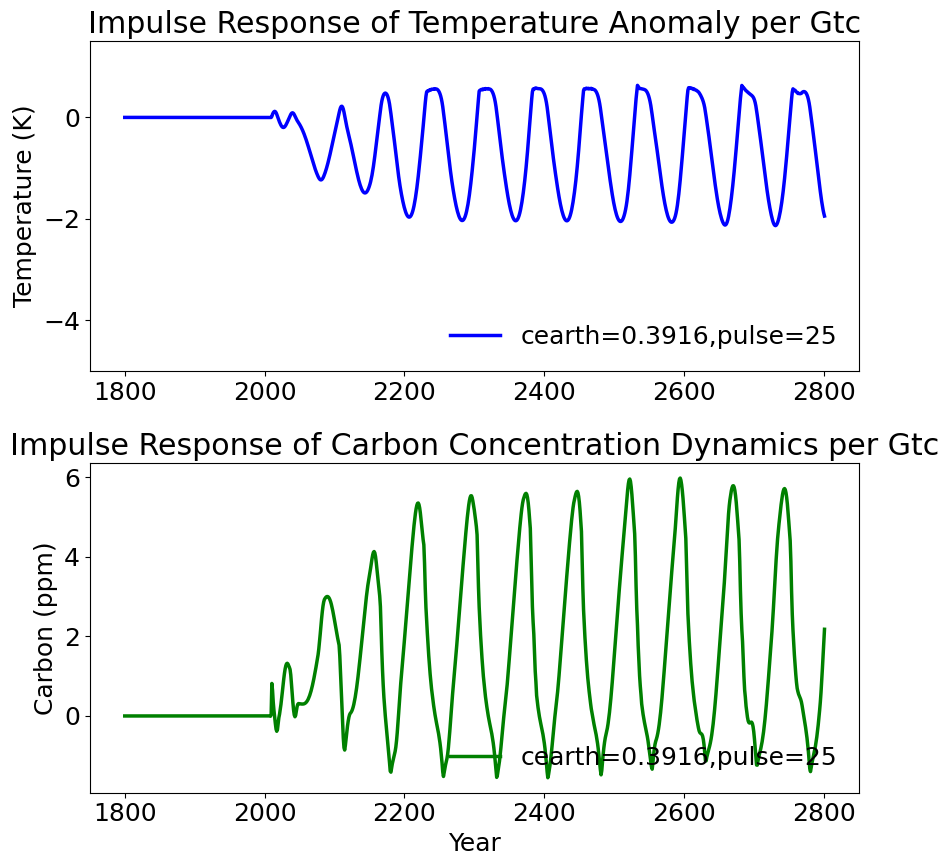 Impulse Response of Temperature Anomaly per Gtc
0
−2
−4
Temperature (K)
cearth=0.3916,pulse=25
1800 2000 2200 2400 2600 2800
Impulse Response of Carbon Concentration Dynamics per Gtc
6
4
2
0
Carbon (ppm)
cearth=0.3916,pulse=25
1800 2000 2200 2400 2600 2800
Year